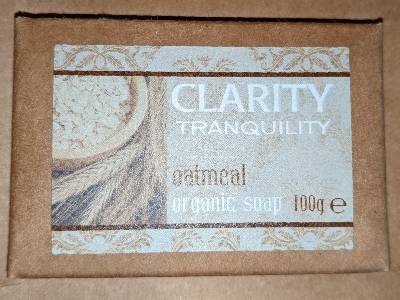 CLARITY
TRANQUILITY
oatmeal
organic soap 100g ℮